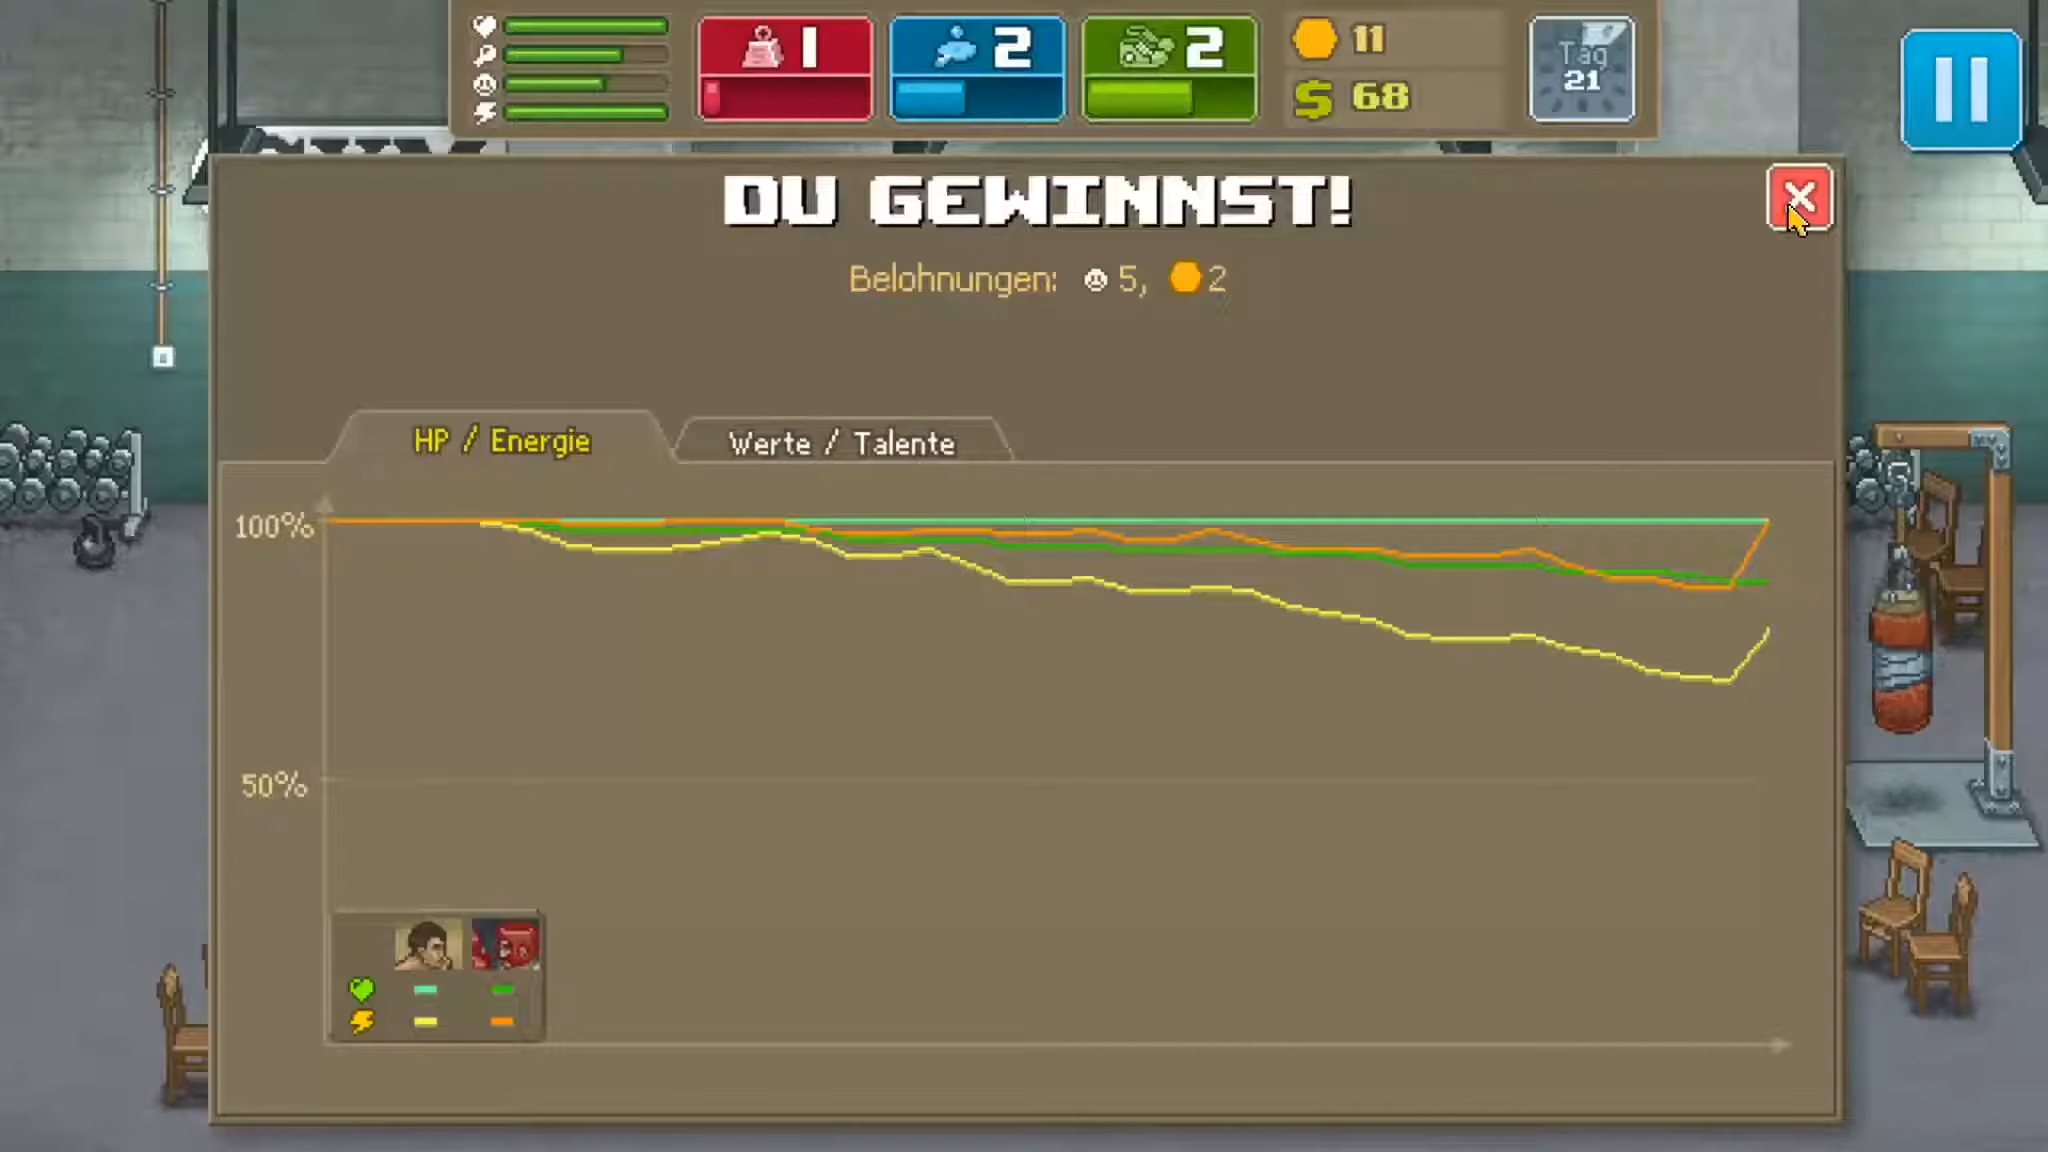 1
2
2
11
68
Tag
21
DU GEWINNST!
Belohnungen: 5, 2
HP / Energie
Werte / Talente
100%
50%